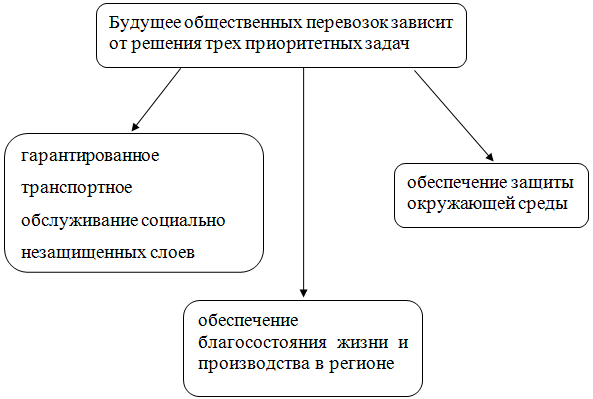 Будущее общественных перевозок зависит
от решения трех приоритетных задач
гарантированное
транспортное
обслуживание социально
незащищенных слоев
обеспечение защиты
окружающей среды
обеспечение
благосостояния жизни и
производства в регионе